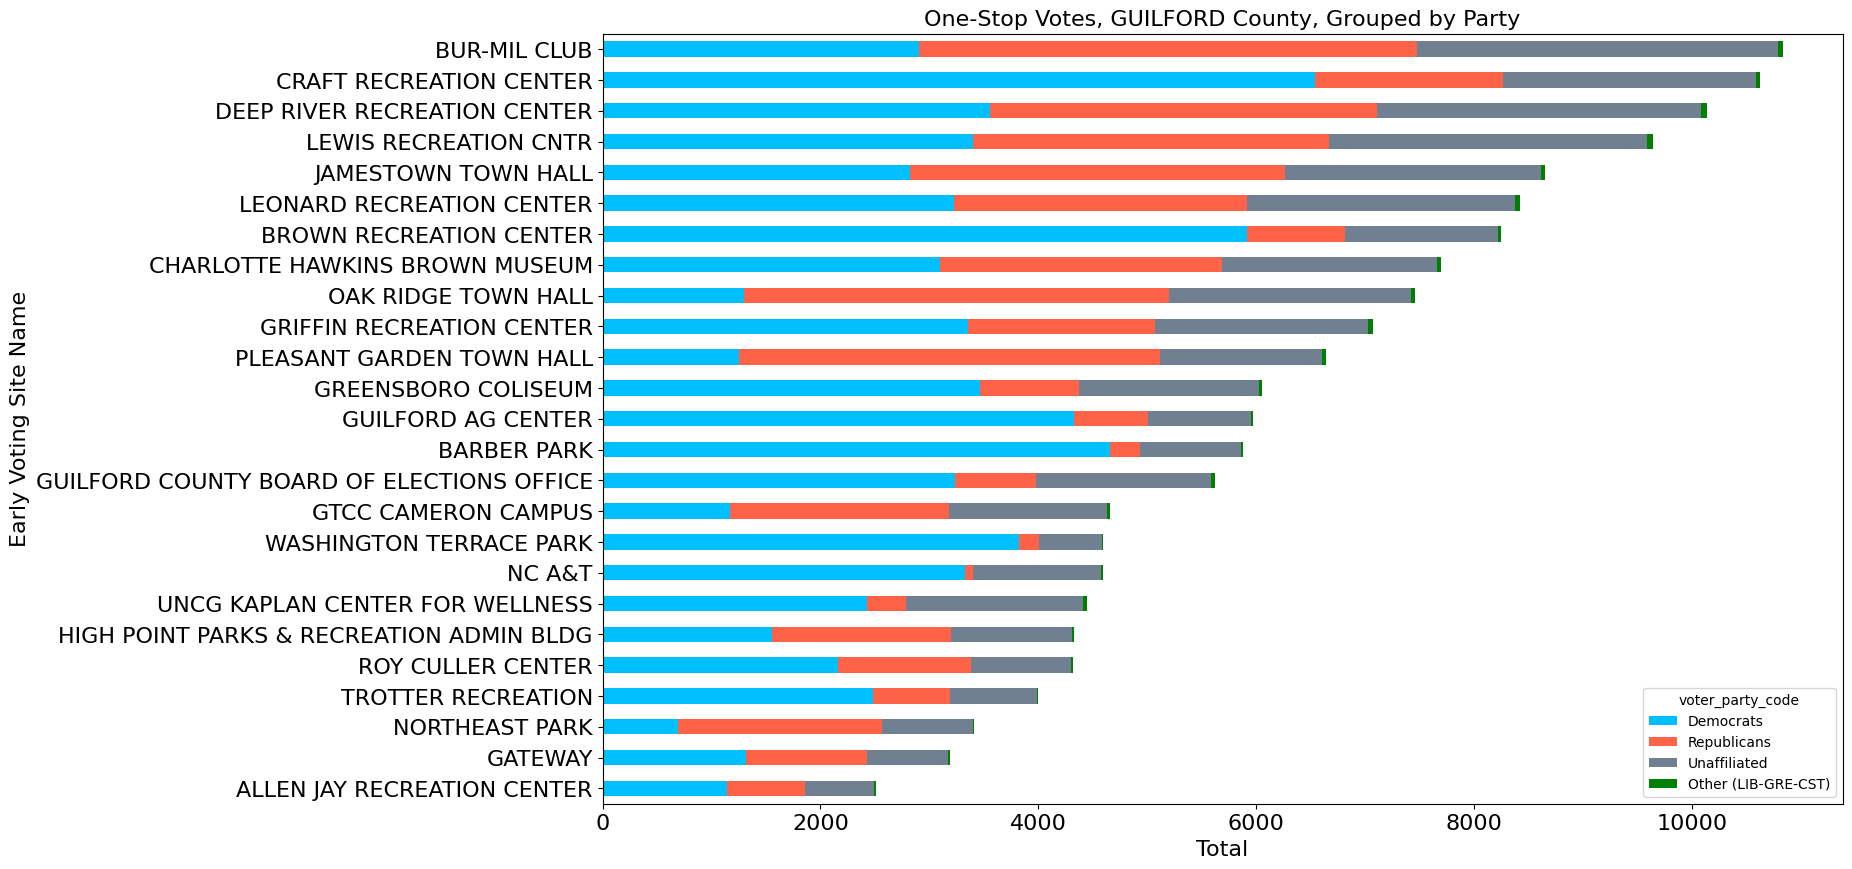 One-Stop Votes, GUILFORD County, Grouped by Party
Early Voting Site Name
BUR-MIL CLUB
CRAFT RECREATION CENTER
DEEP RIVER RECREATION CENTER
LEWIS RECREATION CNTR
JAMESTOWN TOWN HALL
LEONARD RECREATION CENTER
BROWN RECREATION CENTER
CHARLOTTE HAWKINS BROWN MUSEUM
OAK RIDGE TOWN HALL
GRIFFIN RECREATION CENTER
PLEASANT GARDEN TOWN HALL
GREENSBORO COLISEUM
GUILFORD AG CENTER
BARBER PARK
GUILFORD COUNTY BOARD OF ELECTIONS OFFICE
GTCC CAMERON CAMPUS
WASHINGTON TERRACE PARK
NC A&T
UNCG KAPLAN CENTER FOR WELLNESS
HIGH POINT PARKS & RECREATION ADMIN BLDG
ROY CULLER CENTER
TROTTER RECREATION
NORTHEAST PARK
GATEWAY
ALLEN JAY RECREATION CENTER
voter_party_code
Democrats
Republicans
Unaffiliated
Other (LIB-GRE-CST)
0 2000 4000 6000 8000 10000
Total